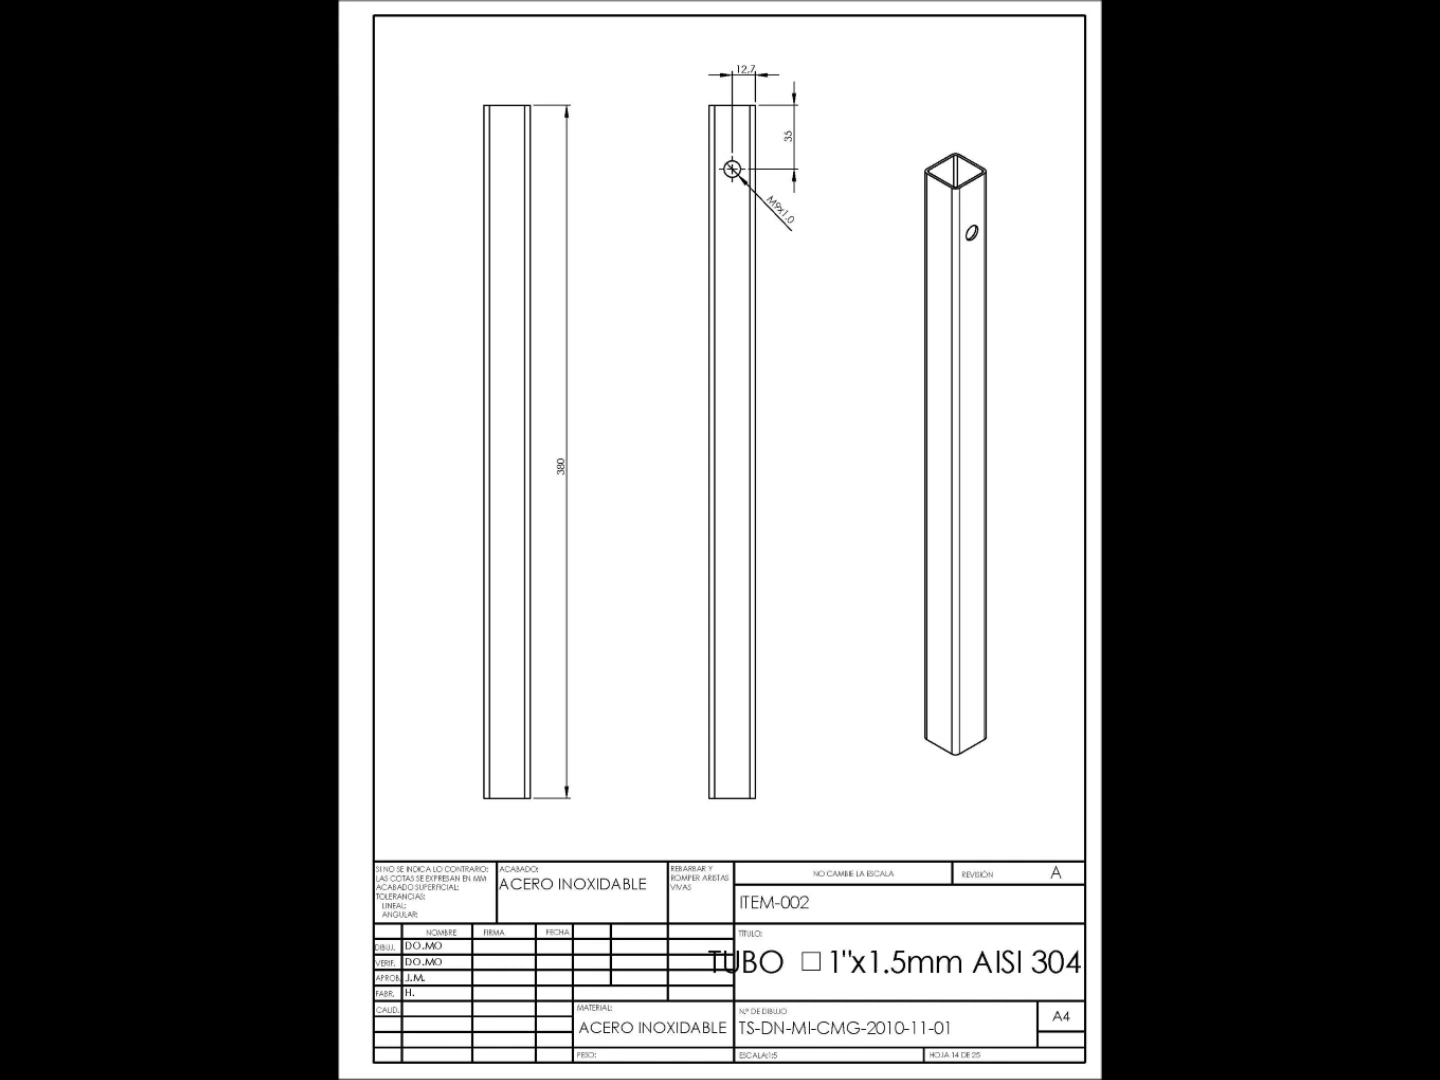 12.7
35
M9x1.0
380
SI NO SE INDICA LO CONTRARIO:
LAS COTAS SE EXPRESAN EN MM
ACABADO SUPERFICIAL:
TOLERANCIAS:
LINEAL:
ANGULAR:
ACABADO:
ACERO INOXIDABLE
REBARBAR Y
ROMPER ARISTAS
VIVAS
NO CAMBIE LA ESCALA
REVISIÓN
A
ITEM-002
NOMBRE
FIRMA
FECHA
DIBUJ.
DO.MO
VERIF.
DO.MO
APROB.
J.M.
FABR.
H.
CALID.
TÍTULO:
TUBO □ 1"x1.5mm AISI 304
MATERIAL:
ACERO INOXIDABLE
N.º DE DIBUJO
TS-DN-MI-CMG-2010-11-01
A4
PESO:
ESCALA:1:5
HOJA 14 DE 25